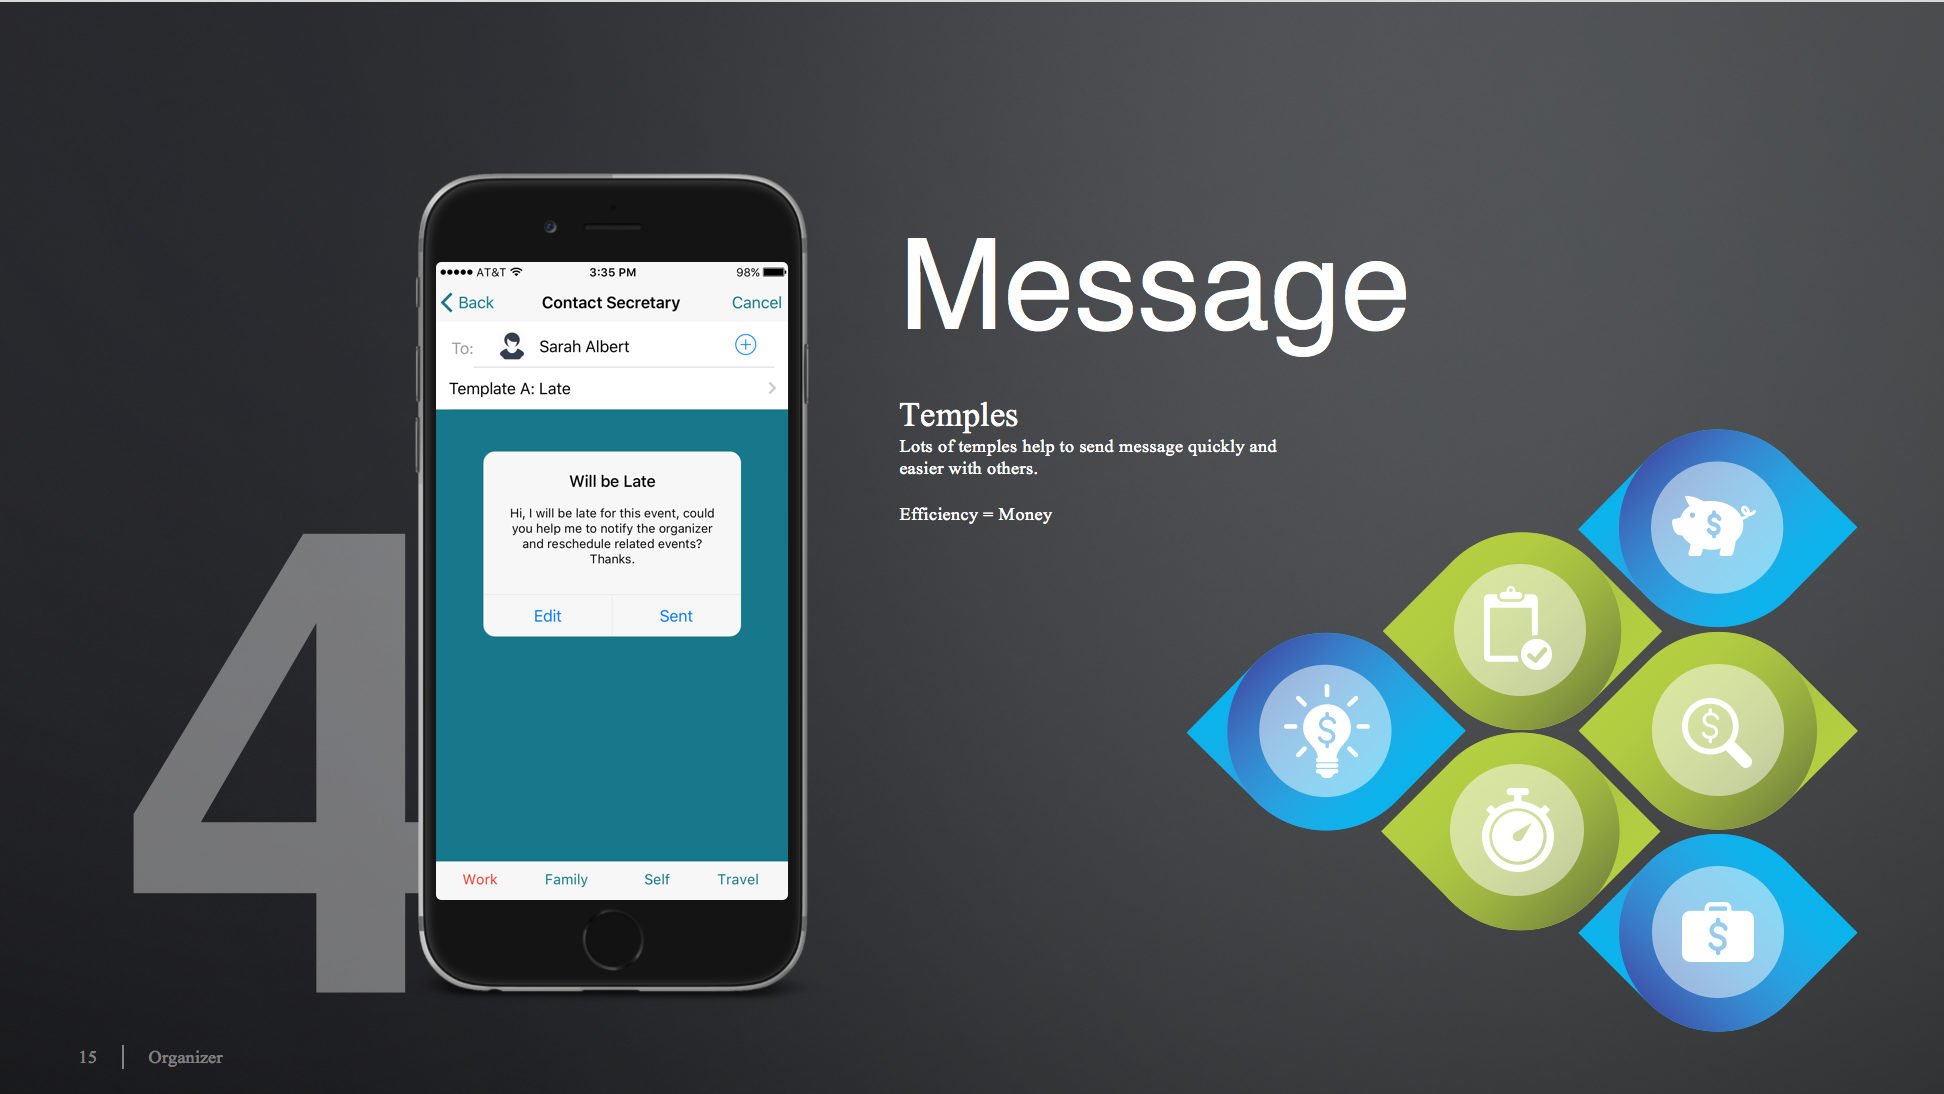 4
AT&T 3:35 PM 98%
Back Contact Secretary Cancel
To: Sarah Albert
Template A: Late
Will be Late
Hi, I will be late for this event, could
you help me to notify the organizer
and reschedule related events?
Thanks.
Edit Sent
Work Family Self Travel
Message
Temples
Lots of temples help to send message quickly and
easier with others.
Efficiency = Money
$
$
$
$
15 | Organizer